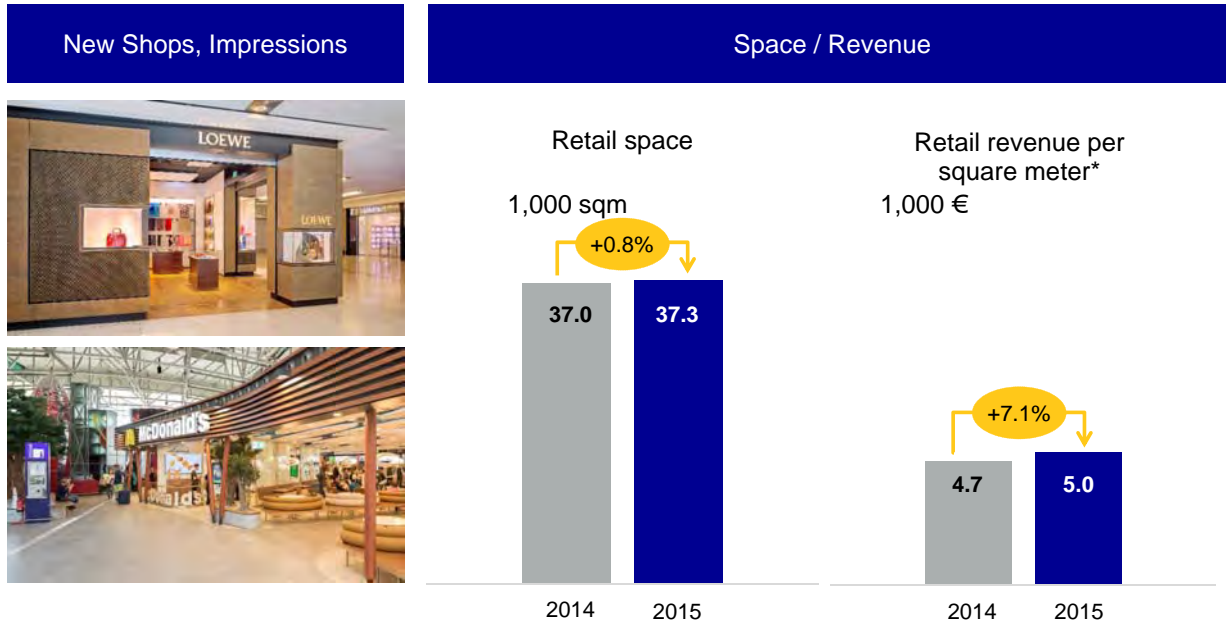 New Shops, Impressions
Space / Revenue
LOEWE
LOEWE
McDonald's
Retail space
1,000 sqm
+0.8%
37.0
37.3
2014
2015
Retail revenue per
square meter*
1,000 €
+7.1%
4.7
5.0
2014
2015